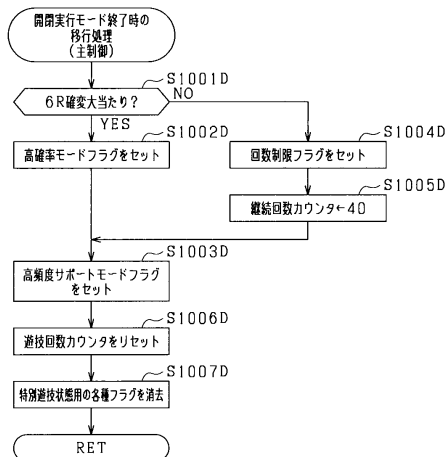 開閉実行モード終了時の
移行処理
(主制御)
S1001D
6R確変大当たり?
NO
YES
S1002D
高確率モードフラグをセット
S1004D
回数制限フラグをセット
S1005D
継続回数カウンタ←40
S1003D
高頻度サポートモードフラグ
をセット
S1006D
遊技回数カウンタをリセット
S1007D
特別遊技状態用の各種フラグを消去
RET